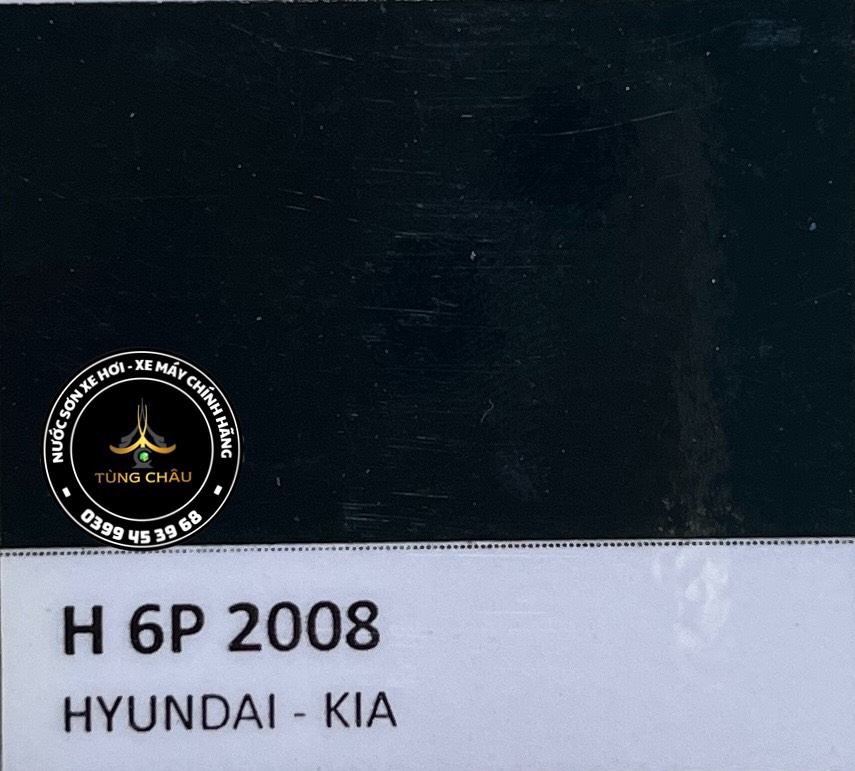 NƯỚC SƠN XE HƠI - XE MÁY CHÍNH HÃNG
TÙNG CHÂU
0399 45 39 68
H 6P 2008
HYUNDAI - KIA